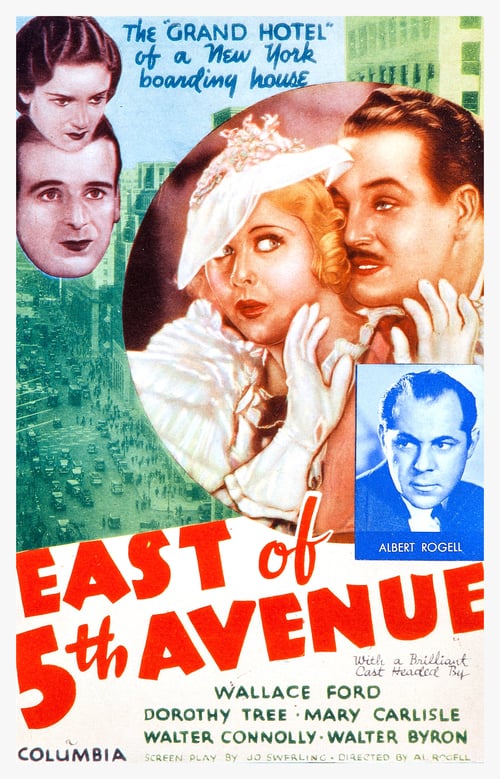 The "GRAND HOTEL"
of a New York
boarding house
ALBERT ROGELL
EAST of
5th AVENUE
With a Brilliant
Cast Headed By
WALLACE FORD
DOROTHY TREE · MARY CARLISLE
WALTER CONNOLLY · WALTER BYRON
COLUMBIA
SCREEN PLAY BY JO SWERLING · DIRECTED BY AL ROGELL